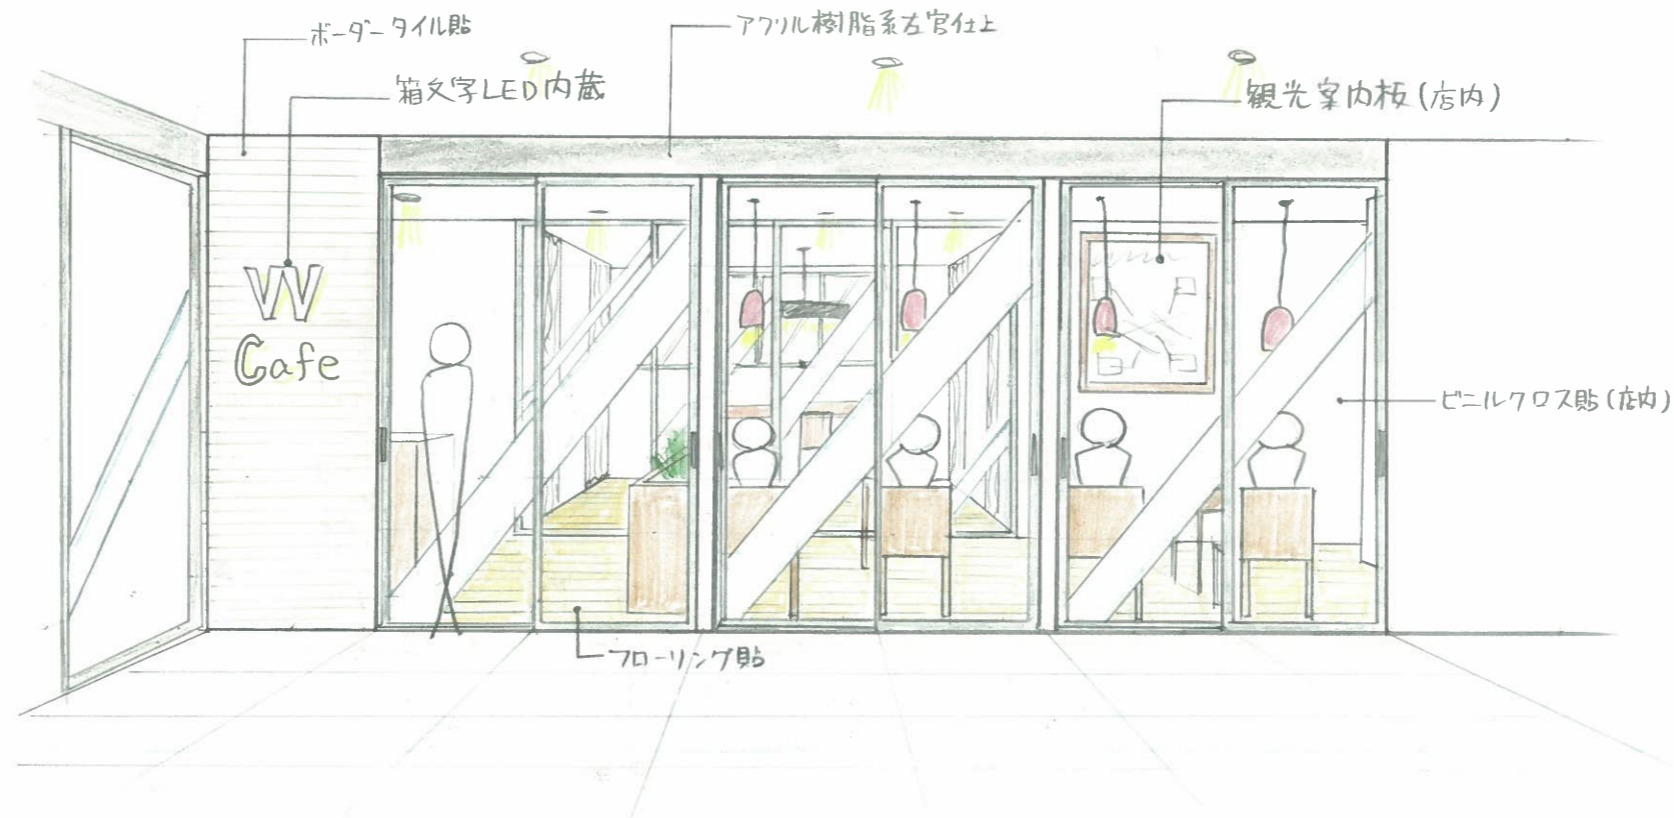 ボーダータイル貼
アクリル樹脂系左官仕上
箱文字LED内蔵
観光案内板(店内)
W
Cafe
ビニルクロス貼(店内)
フローリング貼